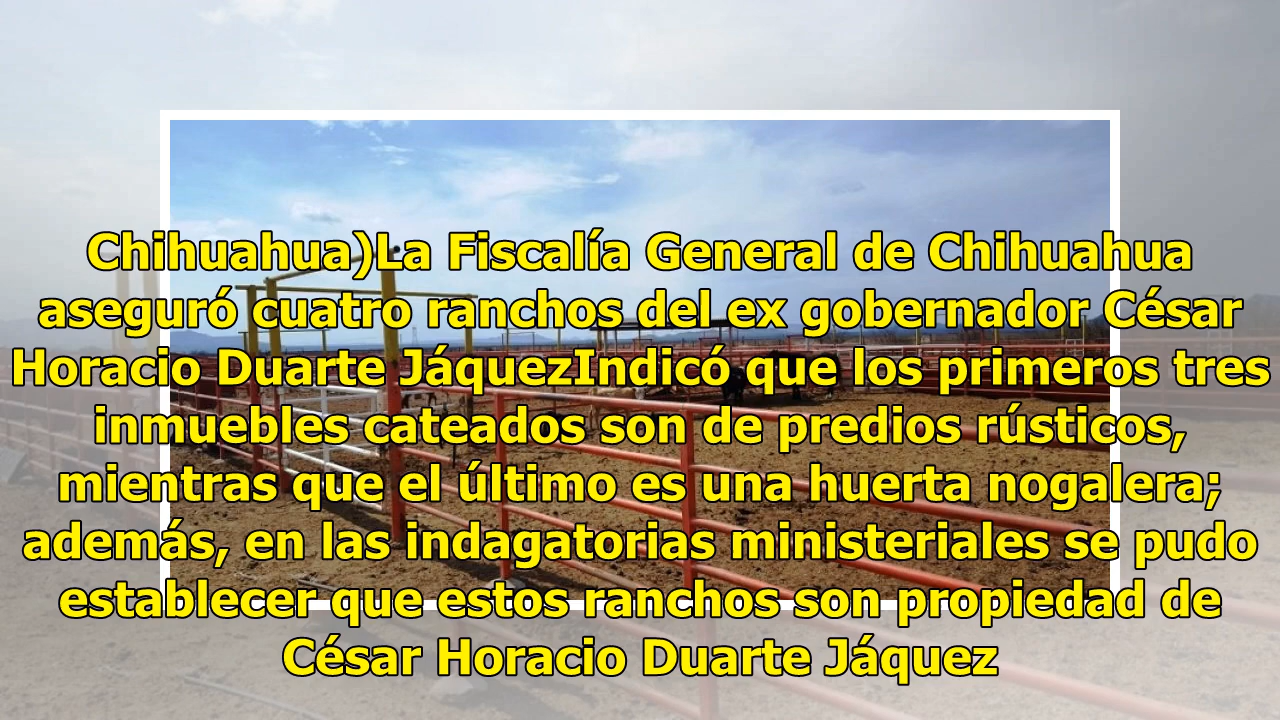 Chihuahua)La Fiscalía General de Chihuahua
aseguró cuatro ranchos del ex gobernador César
Horacio Duarte JáquezIndicó que los primeros tres
inmuebles cateados son de predios rústicos,
mientras que el último es una huerta nogalera;
además, en las indagatorias ministeriales se pudo
establecer que estos ranchos son propiedad de
César Horacio Duarte Jáquez